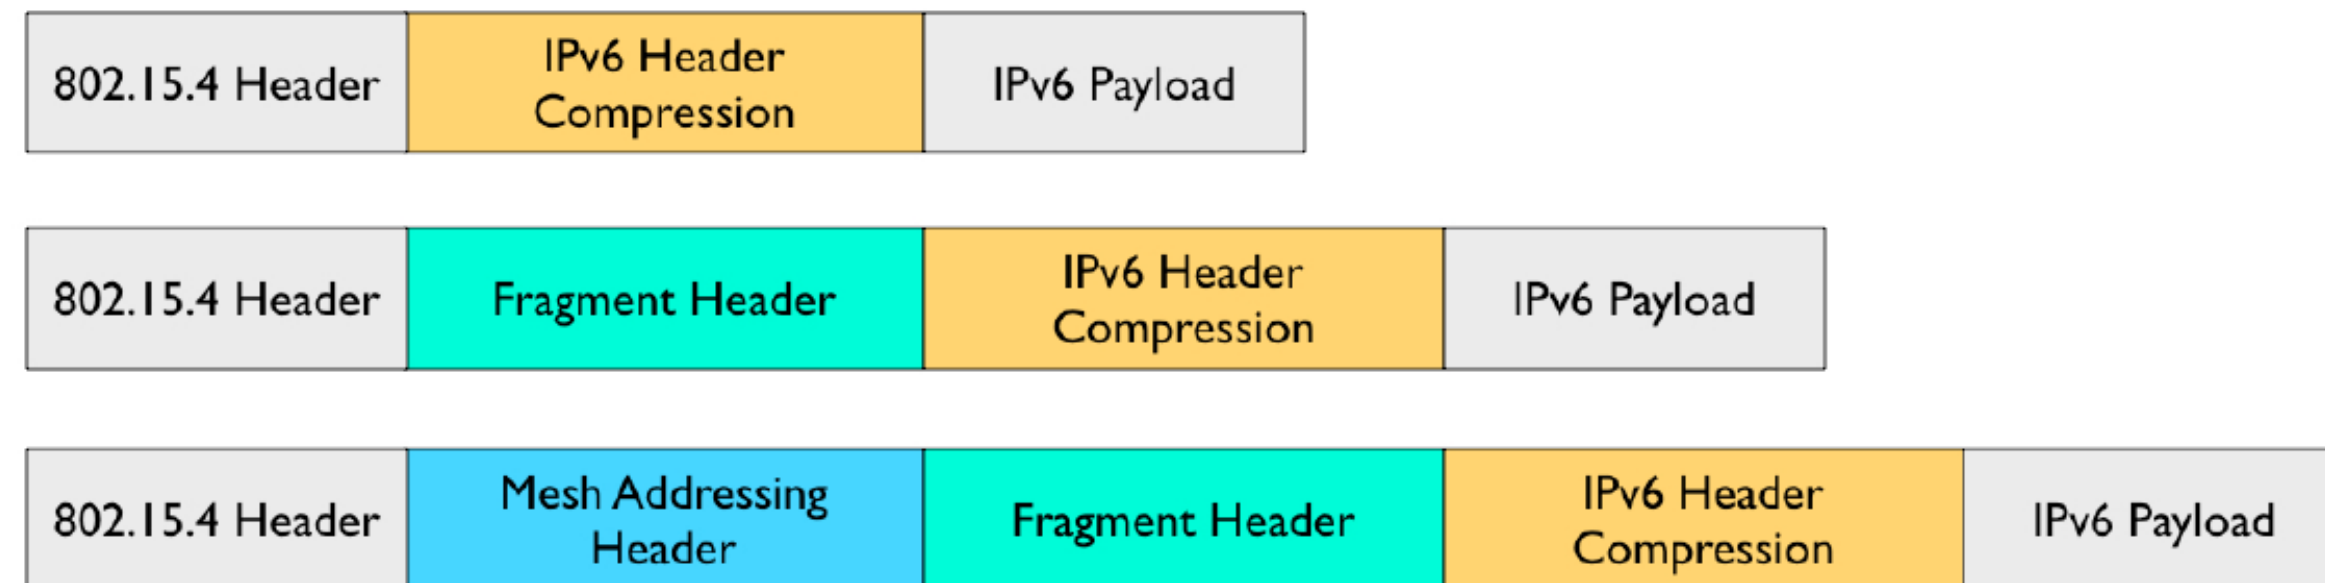 802.15.4 Header
IPv6 Header
Compression
IPv6 Payload
802.15.4 Header
Fragment Header
IPv6 Header
Compression
IPv6 Payload
802.15.4 Header
Mesh Addressing
Header
Fragment Header
IPv6 Header
Compression
IPv6 Payload